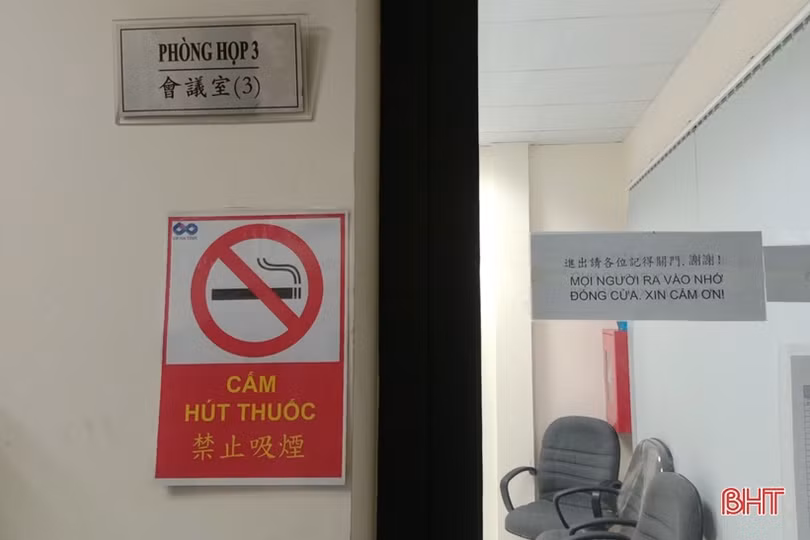 PHÒNG HỌP 3
會議室(3)
CẤM
HÚT THUỐC
禁止吸煙
進出請各位記得關門, 謝謝!
MỌI NGƯỜI RA VÀO NHỚ
ĐÓNG CỬA. XIN CẢM ƠN!
BHT